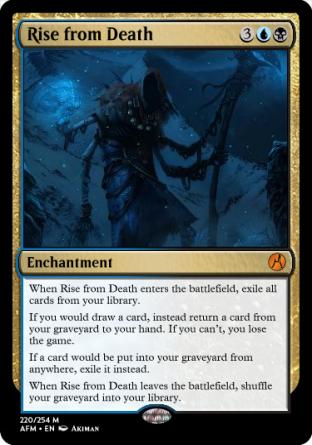 Rise from Death 3
Enchantment
When Rise from Death enters the battlefield, exile all
cards from your library.
If you would draw a card, instead return a card from
your graveyard to your hand. If you can't, you lose
the game.
If a card would be put into your graveyard from
anywhere, exile it instead.
When Rise from Death leaves the battlefield, shuffle
your graveyard into your library.
220/254 M
AFM • EN Akiman